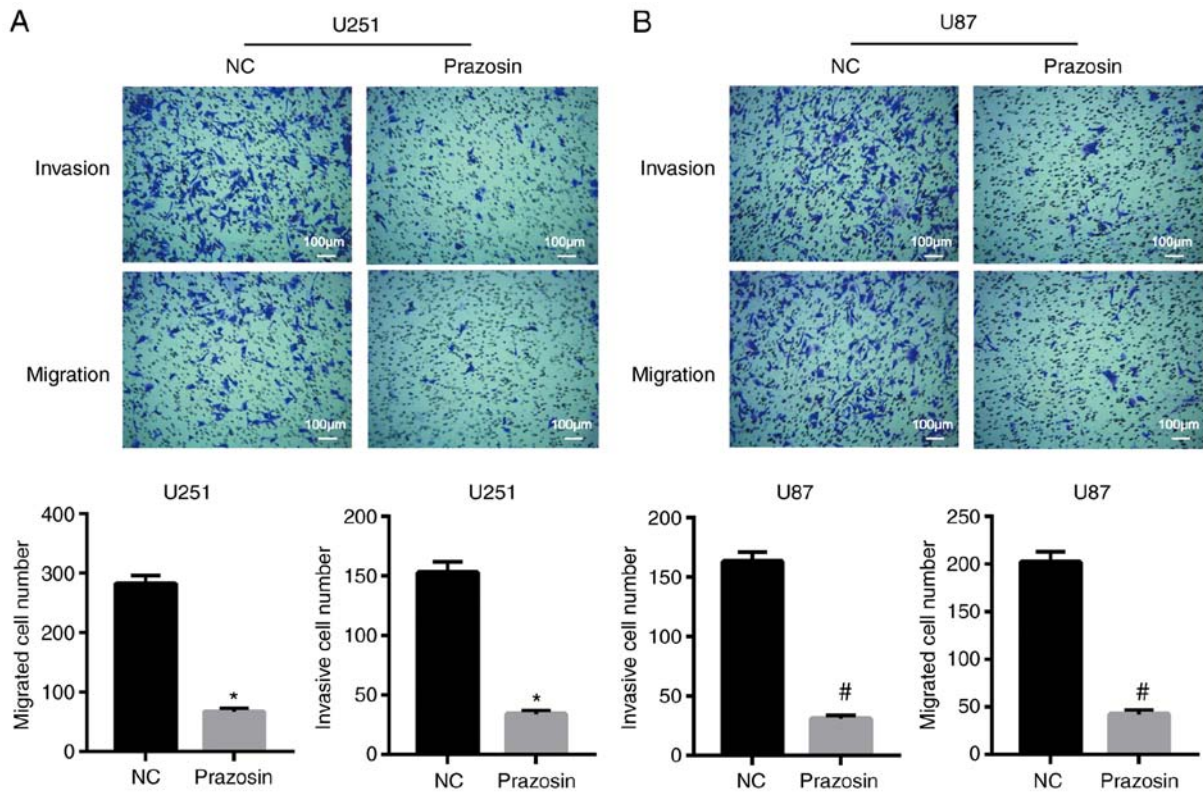 A
U251
NC Prazosin
Invasion
100µm
100µm
Migration
100µm
100µm
B
U87
NC Prazosin
Invasion
100µm
100µm
Migration
100µm
100µm
U251
Migrated cell number
400
300
200
100
0
*
NC Prazosin
U251
Invasive cell number
200
150
100
50
0
*
NC Prazosin
U87
Invasive cell number
200
150
100
50
0
#
NC Prazosin
U87
Migrated cell number
250
200
150
100
50
0
#
NC Prazosin